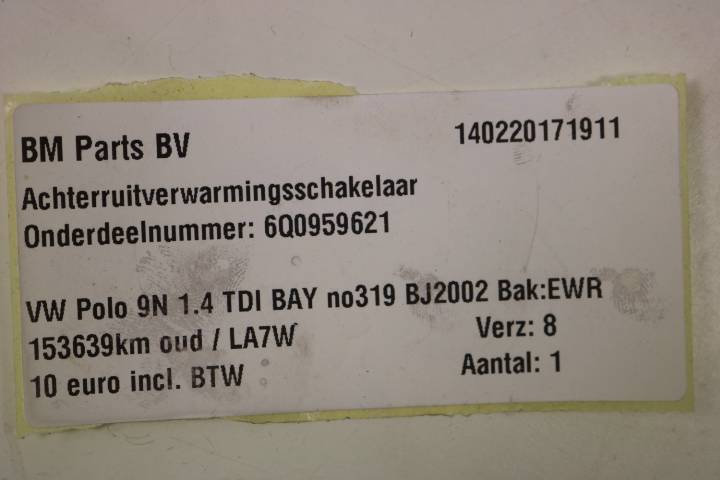 BM Parts BV 140220171911
Achterruitverwarmingsschakelaar
Onderdeelnummer: 6Q0959621
VW Polo 9N 1.4 TDI BAY no319 BJ2002 Bak:EWR
153639km oud / LA7W Verz: 8
10 euro incl. BTW Aantal: 1